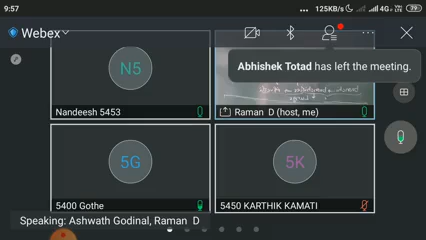 9:57
... 125KB/s 4G+ 79
Webex
Abhishek Totad has left the meeting.
N5
Nandeesh 5453
Raman D (host, me)
5G
5K
5400 Gothe
5450 KARTHIK KAMATI
Speaking: Ashwath Godinal, Raman D